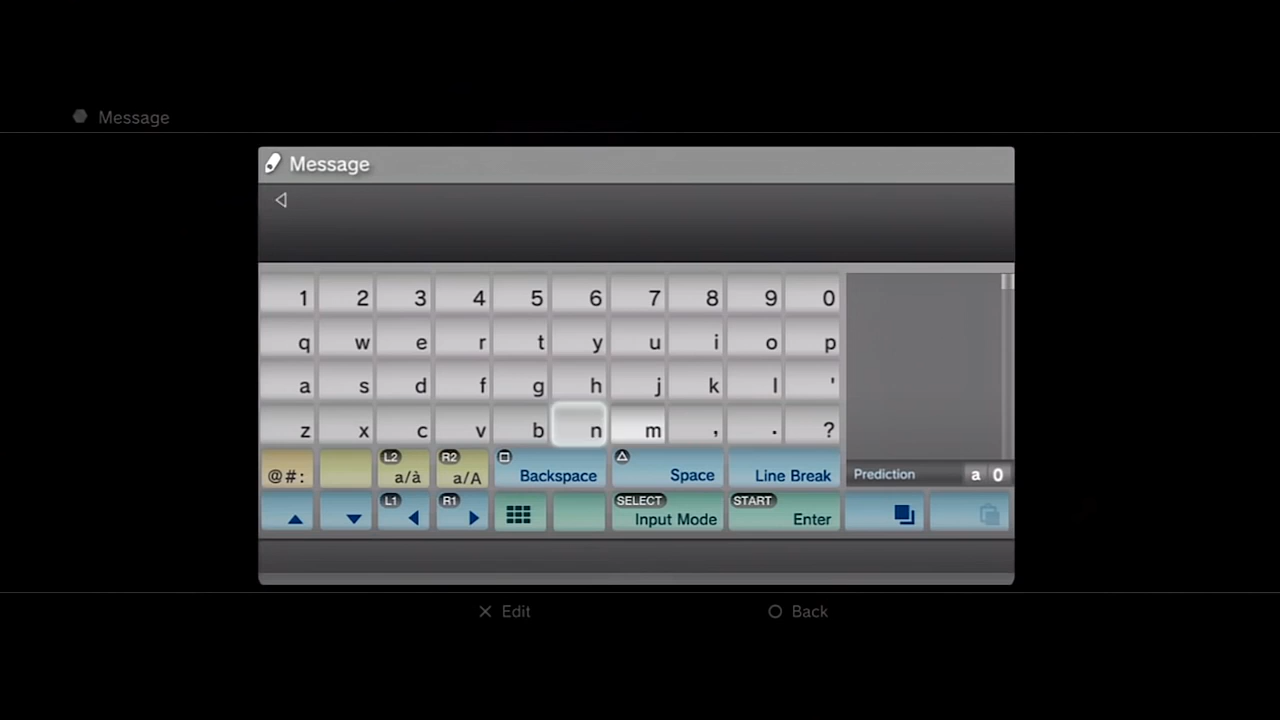 Message
Message
1 2 3 4 5 6 7 8 9 0
q w e r t y u i o p
a s d f g h j k l '
z x c v b n m , . ?
@#: L2 a/à R2 a/A Backspace Space Line Break Prediction a 0
L1 R1 SELECT Input Mode START Enter
Edit Back